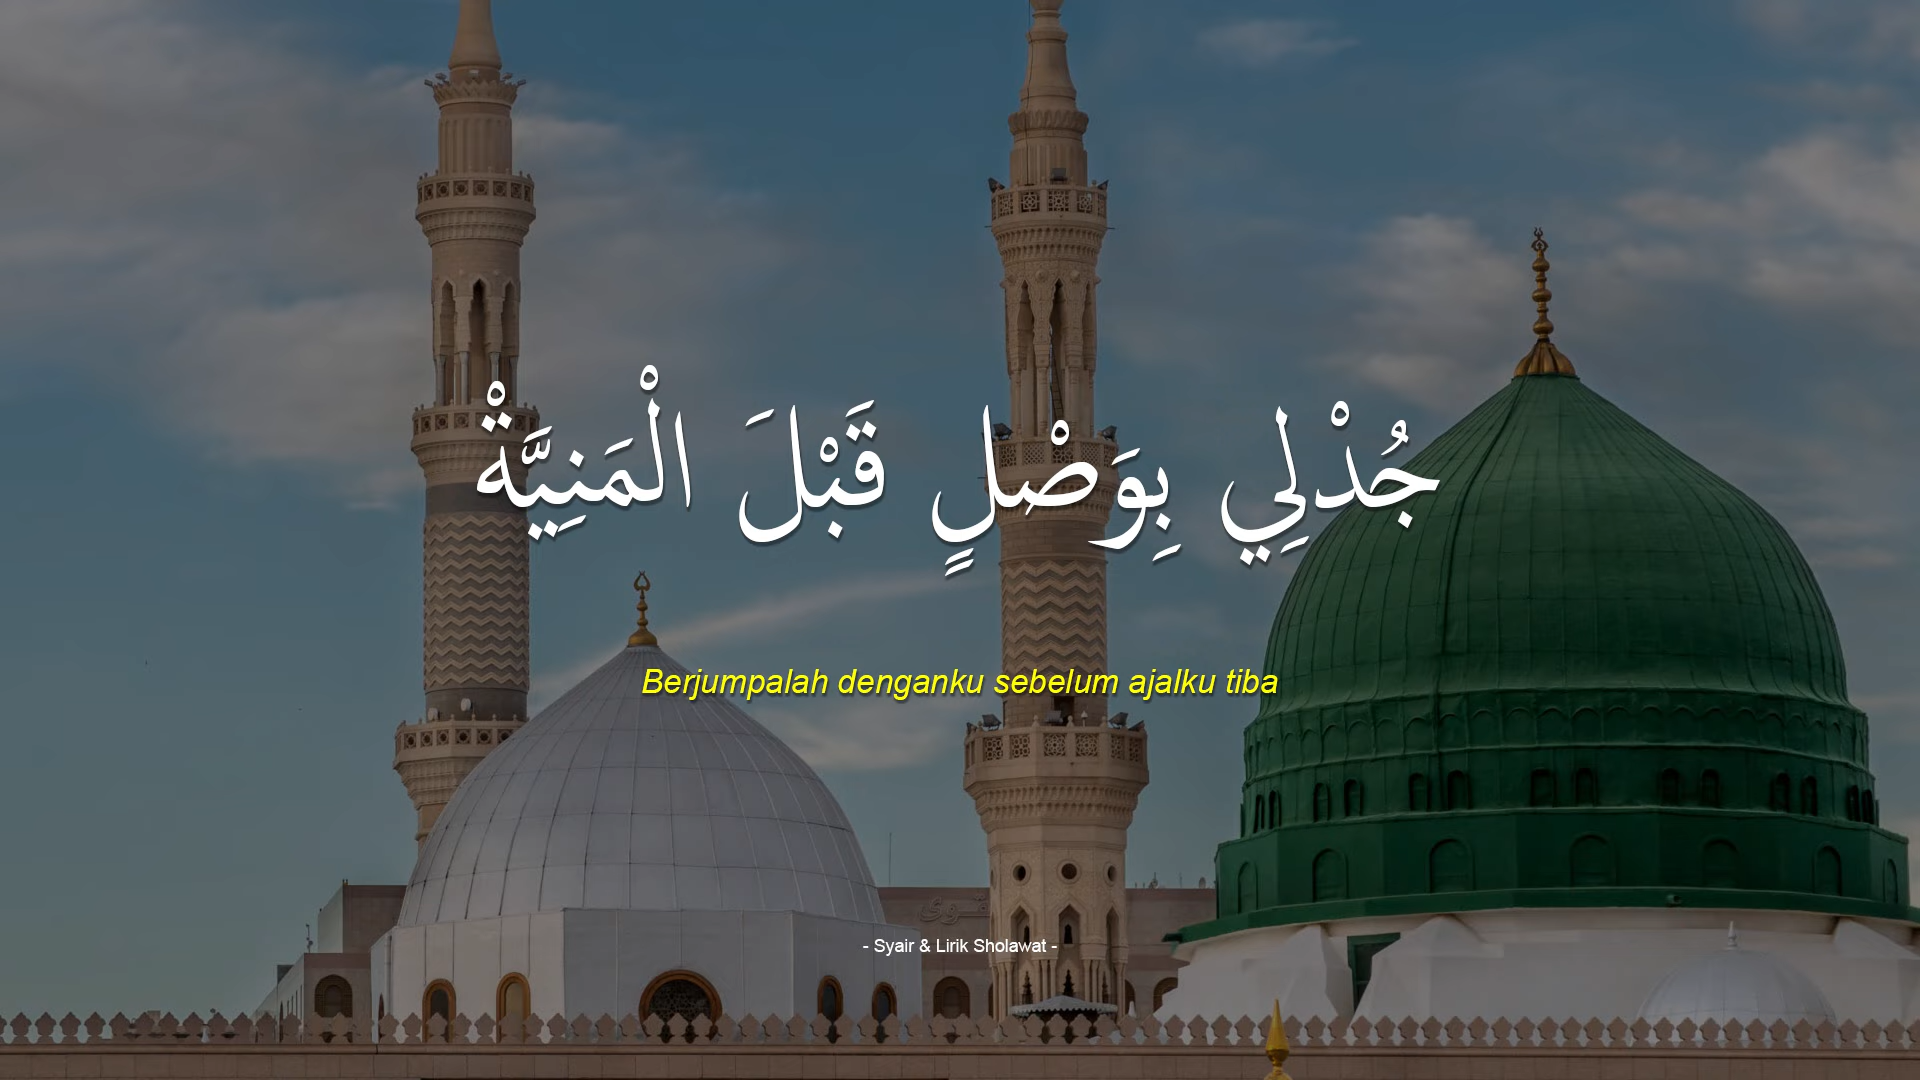 جُدْلِي بِوَصْلٍ قَبْلَ الْمَنِيَّةْ
Berjumpalah denganku sebelum ajalku tiba
- Syair & Lirik Sholawat -